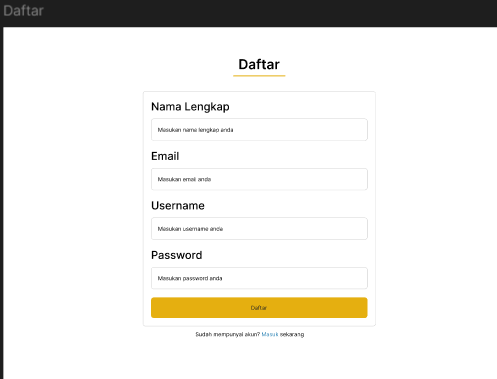 Daftar
Daftar
Nama Lengkap
Masukan nama lengkap anda
Email
Masukan email anda
Username
Masukan username anda
Password
Masukan password anda
Daftar
Sudah mempunyai akun? Masuk sekarang